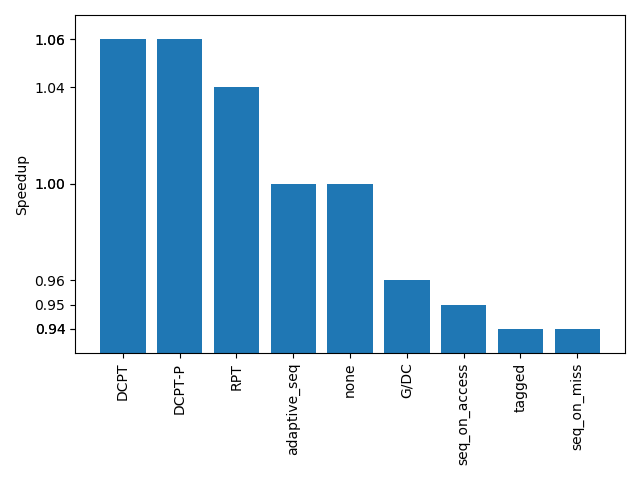 1.06
1.04
1.00
0.96
0.95
0.94
Speedup
DCPT
DCPT-P
RPT
adaptive_seq
none
G/DC
seq_on_access
tagged
seq_on_miss